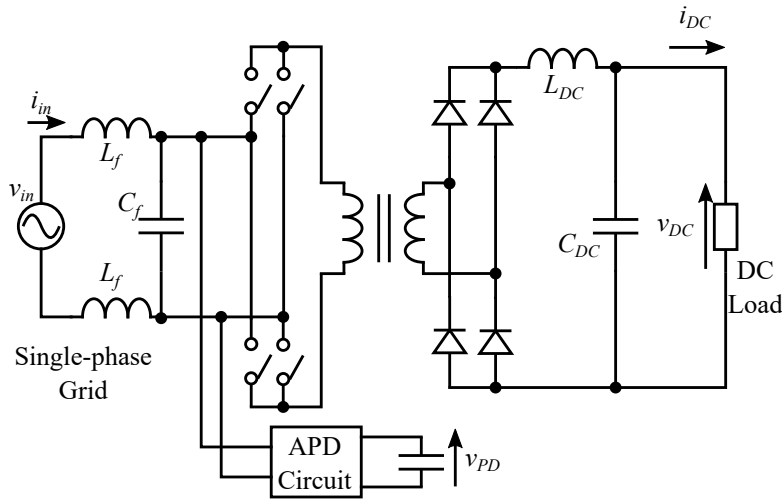 i_DC
L_DC
i_in
L_f
v_in
C_f
v_DC
C_DC
L_f
DC
Load
Single-phase
Grid
APD
Circuit
v_PD